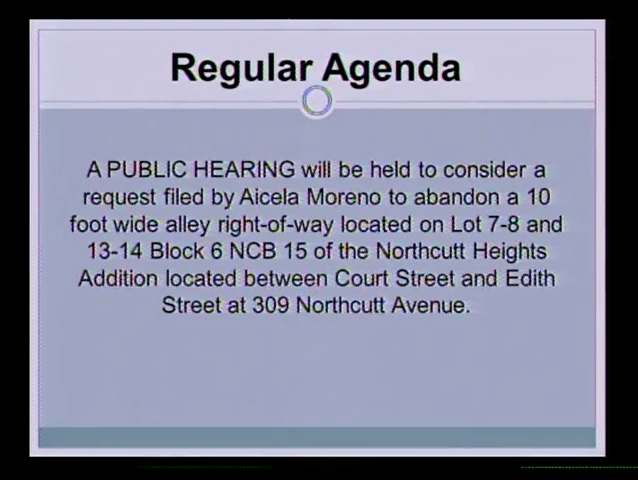 Regular Agenda
A PUBLIC HEARING will be held to consider a
request filed by Aicela Moreno to abandon a 10
foot wide alley right-of-way located on Lot 7-8 and
13-14 Block 6 NCB 15 of the Northcutt Heights
Addition located between Court Street and Edith
Street at 309 Northcutt Avenue.